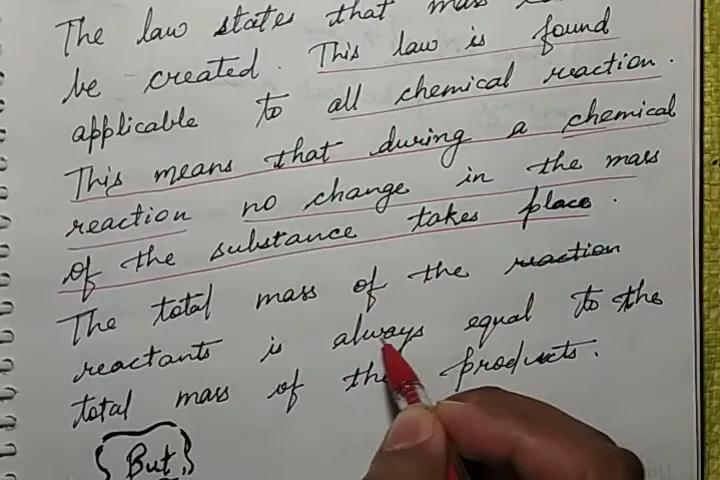 The law states that mass
be created. This law is found
applicable to all chemical reaction.
This means that during a chemical
reaction no change in the mass
of the substance takes place.
The total mass of the reaction
reactants is always equal to the
total mass of the products.
But,